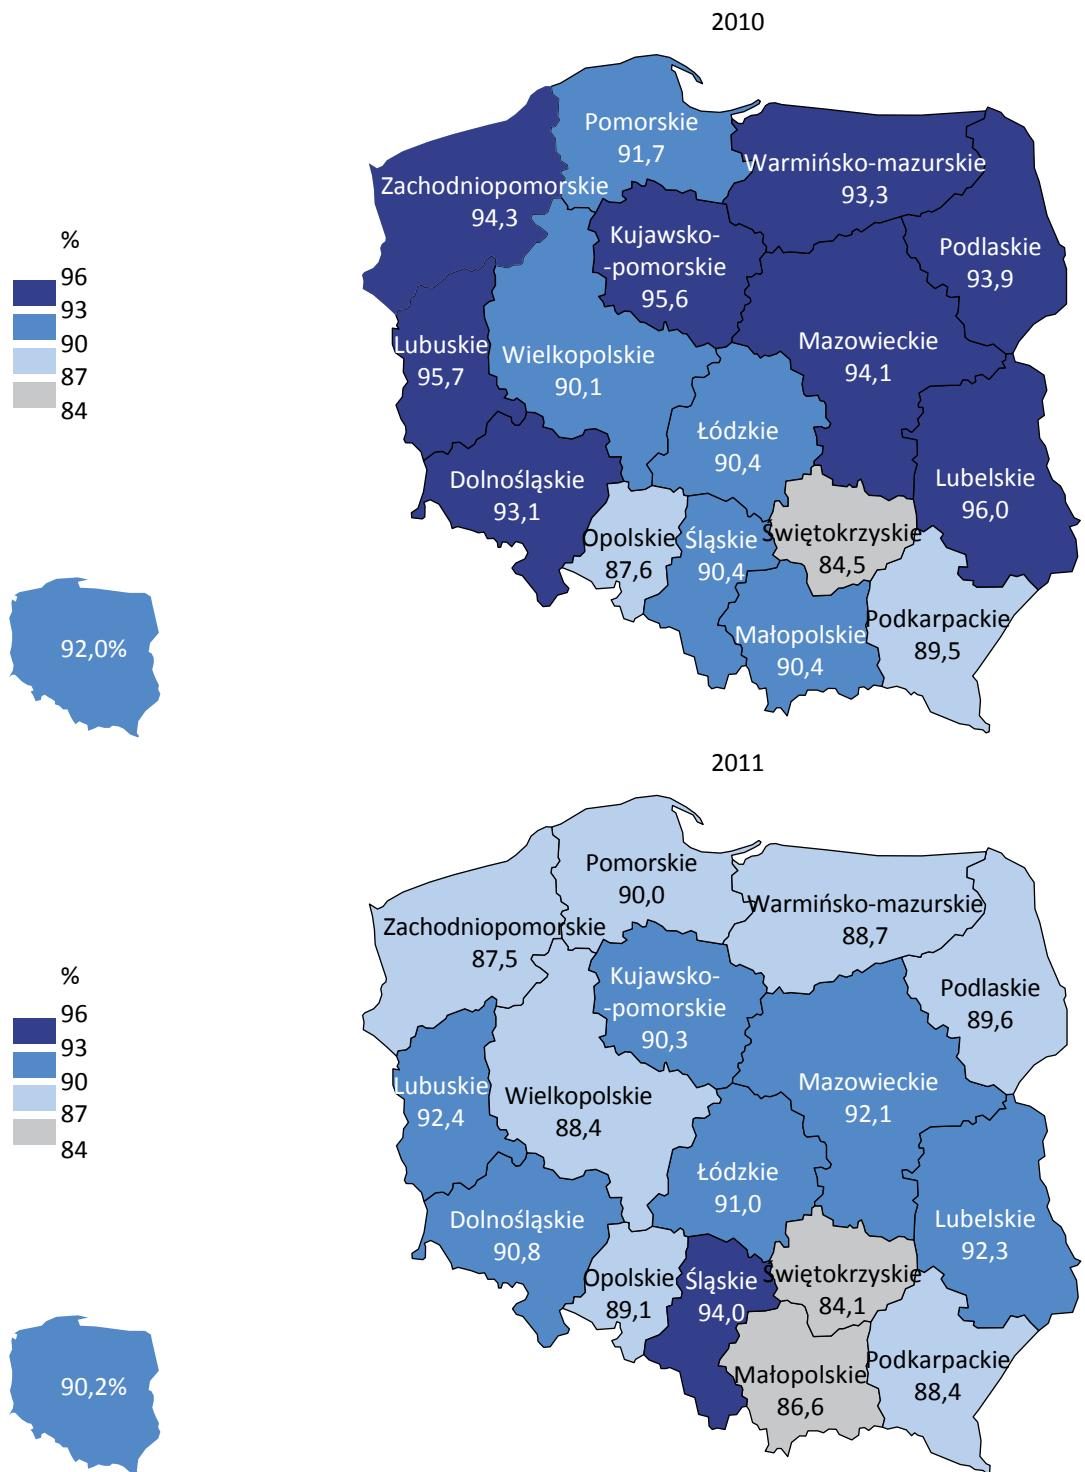 2010
Pomorskie
91,7
Warmińsko-mazurskie
93,3
Zachodniopomorskie
94,3
Kujawsko-
-pomorskie
95,6
Podlaskie
93,9
%
96
93
90
87
84
Lubuskie
95,7
Wielkopolskie
90,1
Mazowieckie
94,1
Łódzkie
90,4
Dolnośląskie
93,1
Lubelskie
96,0
Opolskie
87,6
Śląskie
90,4
Świętokrzyskie
84,5
Małopolskie
90,4
Podkarpackie
89,5
92,0%
2011
Pomorskie
90,0
Warmińsko-mazurskie
88,7
Zachodniopomorskie
87,5
Kujawsko-
-pomorskie
90,3
Podlaskie
89,6
%
96
93
90
87
84
Lubuskie
92,4
Wielkopolskie
88,4
Mazowieckie
92,1
Łódzkie
91,0
Dolnośląskie
90,8
Lubelskie
92,3
Opolskie
89,1
Śląskie
94,0
Świętokrzyskie
84,1
Małopolskie
86,6
Podkarpackie
88,4
90,2%